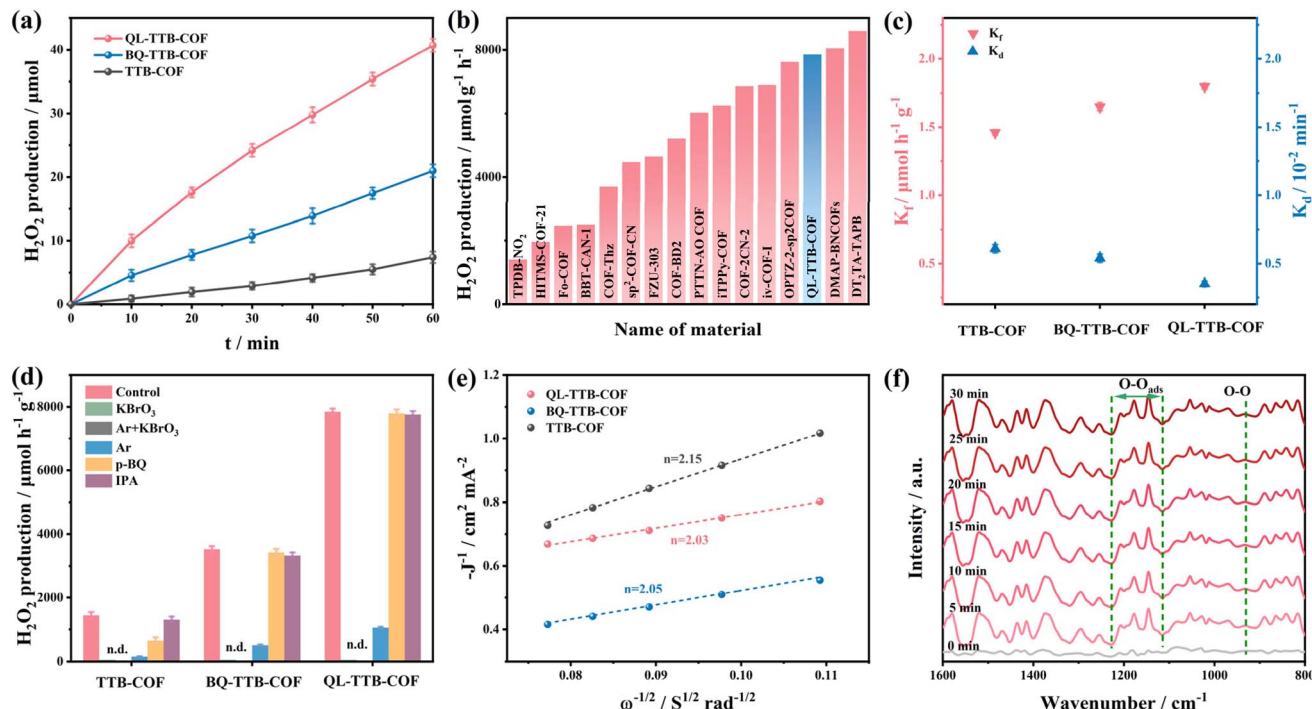 (a)
QL-TTB-COF
BQ-TTB-COF
TTB-COF
H₂O₂ production / μmol
40
30
20
10
0
0 10 20 30 40 50 60
t / min
(b)
H₂O₂ production / μmol g⁻¹ h⁻¹
8000
4000
0
TPDB-NO₂
HITMS-COF-21
Fo-COF
BBT-CAN-1
COF-Thz
sp²-COF-CN
FZU-303
COF-BD2
PTTN-AO COF
iTPPy-COF
COF-2CN-2
iv-COF-I
OPTZ-2-sp2COF
QL-TTB-COF
DMAP-BNCOFs
DT₂TA-TAPB
Name of material
(c)
K_f
K_d
K_f / μmol h⁻¹ g⁻¹
2.0
1.5
1.0
0.5
K_d / 10⁻² min⁻¹
2.0
1.5
1.0
0.5
TTB-COF BQ-TTB-COF QL-TTB-COF
(d)
Control
KBrO₃
Ar+KBrO₃
Ar
p-BQ
IPA
H₂O₂ production / μmol h⁻¹ g⁻¹
8000
6000
4000
2000
0
n.d.
n.d.
n.d.
TTB-COF BQ-TTB-COF QL-TTB-COF
(e)
QL-TTB-COF
BQ-TTB-COF
TTB-COF
-J⁻¹ / cm² mA⁻²
1.2
1.0
0.8
0.6
0.4
n=2.15
n=2.03
n=2.05
0.08 0.09 0.10 0.11
φ⁻¹/² / S¹/² rad⁻¹/²
(f)
O-O_ads
O-O
Intensity / a.u.
30 min
25 min
20 min
15 min
10 min
5 min
0 min
1600 1400 1200 1000 800
Wavenumber / cm⁻¹